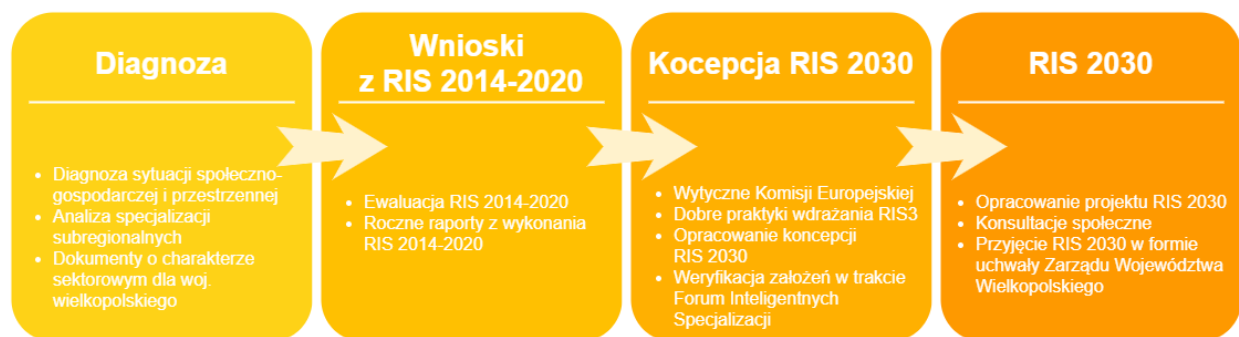 Diagnoza
• Diagnoza sytuacji społeczno-
gospodarczej i przestrzennej
• Analiza specjalizacji
subregionalnych
• Dokumenty o charakterze
sektorowym dla woj.
wielkopolskiego
Wnioski
z RIS 2014-2020
• Ewaluacja RIS 2014-2020
• Roczne raporty z wykonania
RIS 2014-2020
Kocepcja RIS 2030
• Wytyczne Komisji Europejskiej
• Dobre praktyki wdrażania RIS3
• Opracowanie koncepcji
RIS 2030
• Weryfikacja założeń w trakcie
Forum Inteligentnych
Specjalizacji
RIS 2030
• Opracowanie projektu RIS 2030
• Konsultacje społeczne
• Przyjęcie RIS 2030 w formie
uchwały Zarządu Województwa
Wielkopolskiego